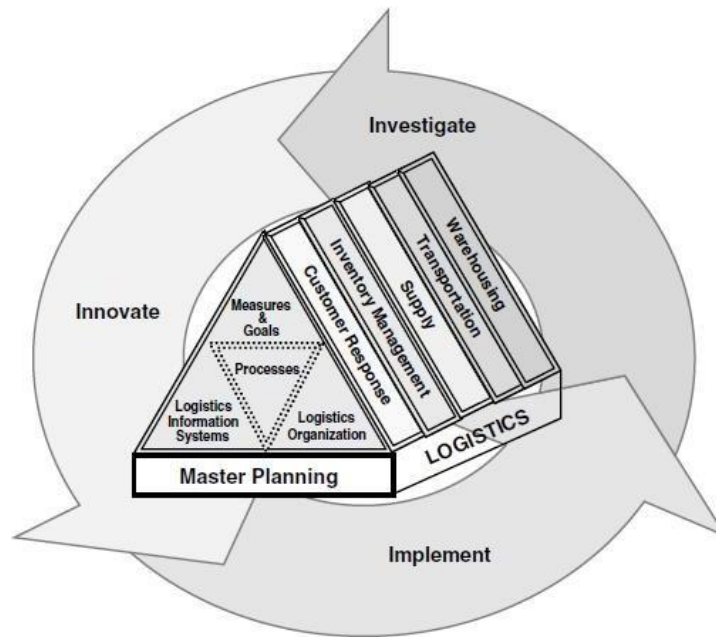 Investigate
Innovate
Measures
&
Goals
Processes
Logistics
Information
Systems
Logistics
Organization
Customer Response
Inventory Management
Supply
Transportation
Warehousing
Master Planning
LOGISTICS
Implement